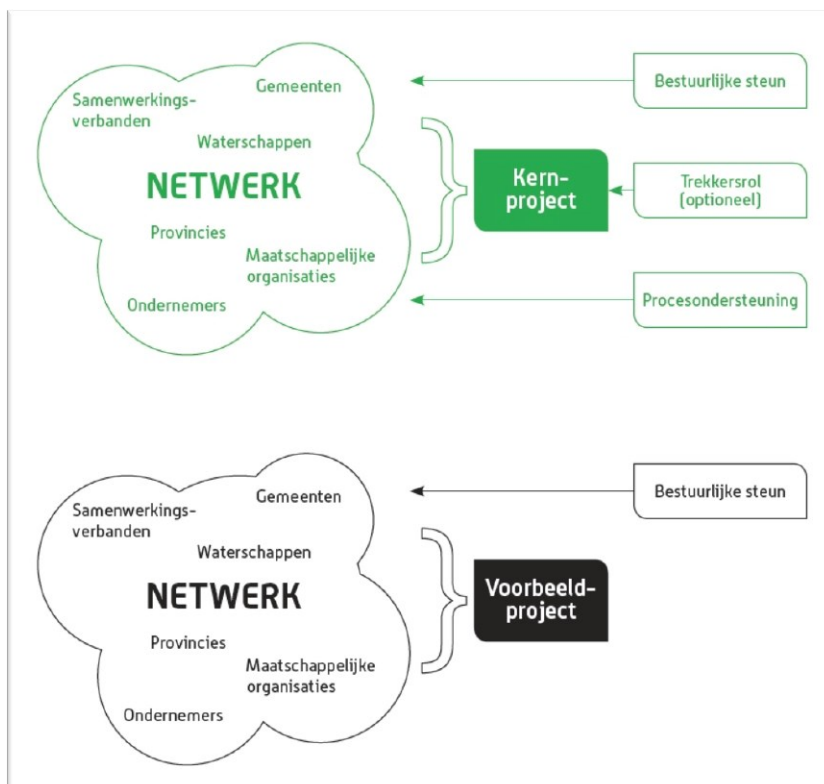 Gemeenten
Bestuurlijke steun
Samenwerkings-
verbanden
Waterschappen
NETWERK
Kern-
project
Trekkersrol
(optioneel)
Provincies
Maatschappelijke
organisaties
Ondernemers
Procesondersteuning
Gemeenten
Bestuurlijke steun
Samenwerkings-
verbanden
Waterschappen
NETWERK
Voorbeeld-
project
Provincies
Maatschappelijke
organisaties
Ondernemers